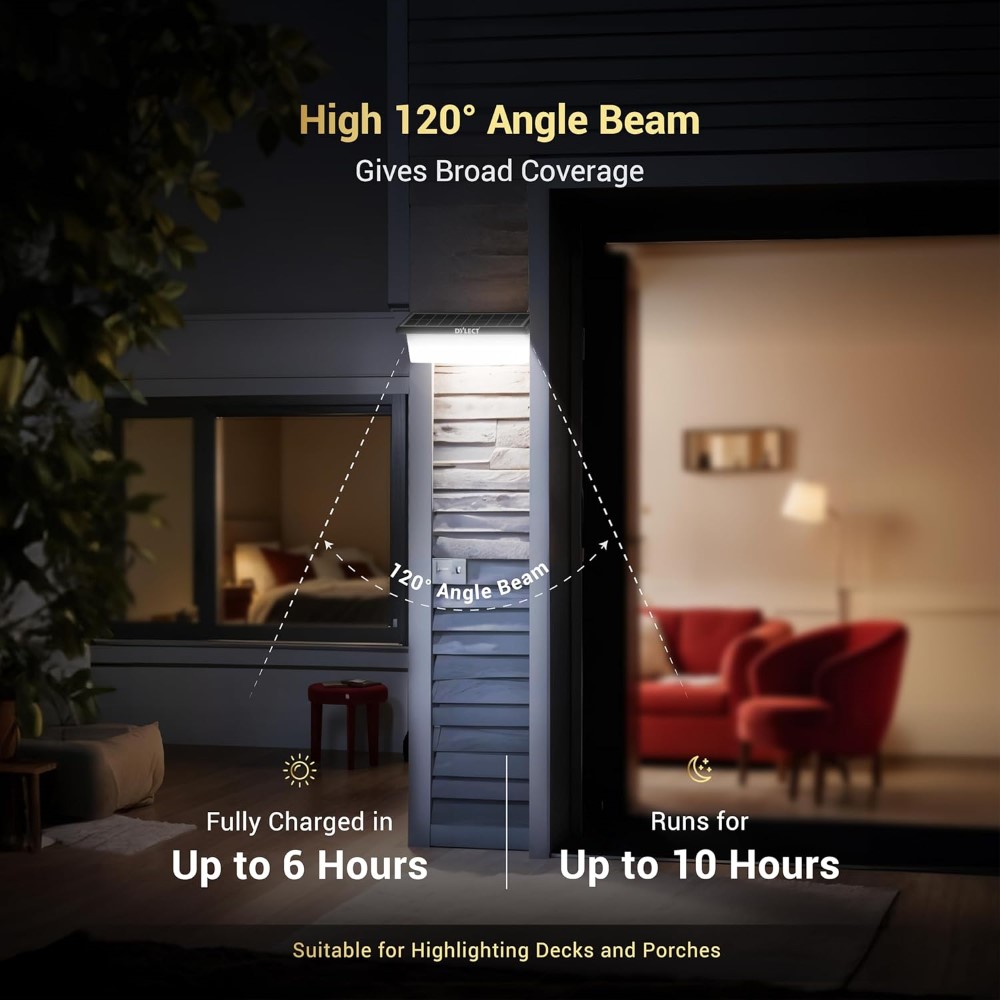 High 120° Angle Beam
Gives Broad Coverage
DYLECT
120° Angle Beam
Fully Charged in
Up to 6 Hours
Runs for
Up to 10 Hours
Suitable for Highlighting Decks and Porches